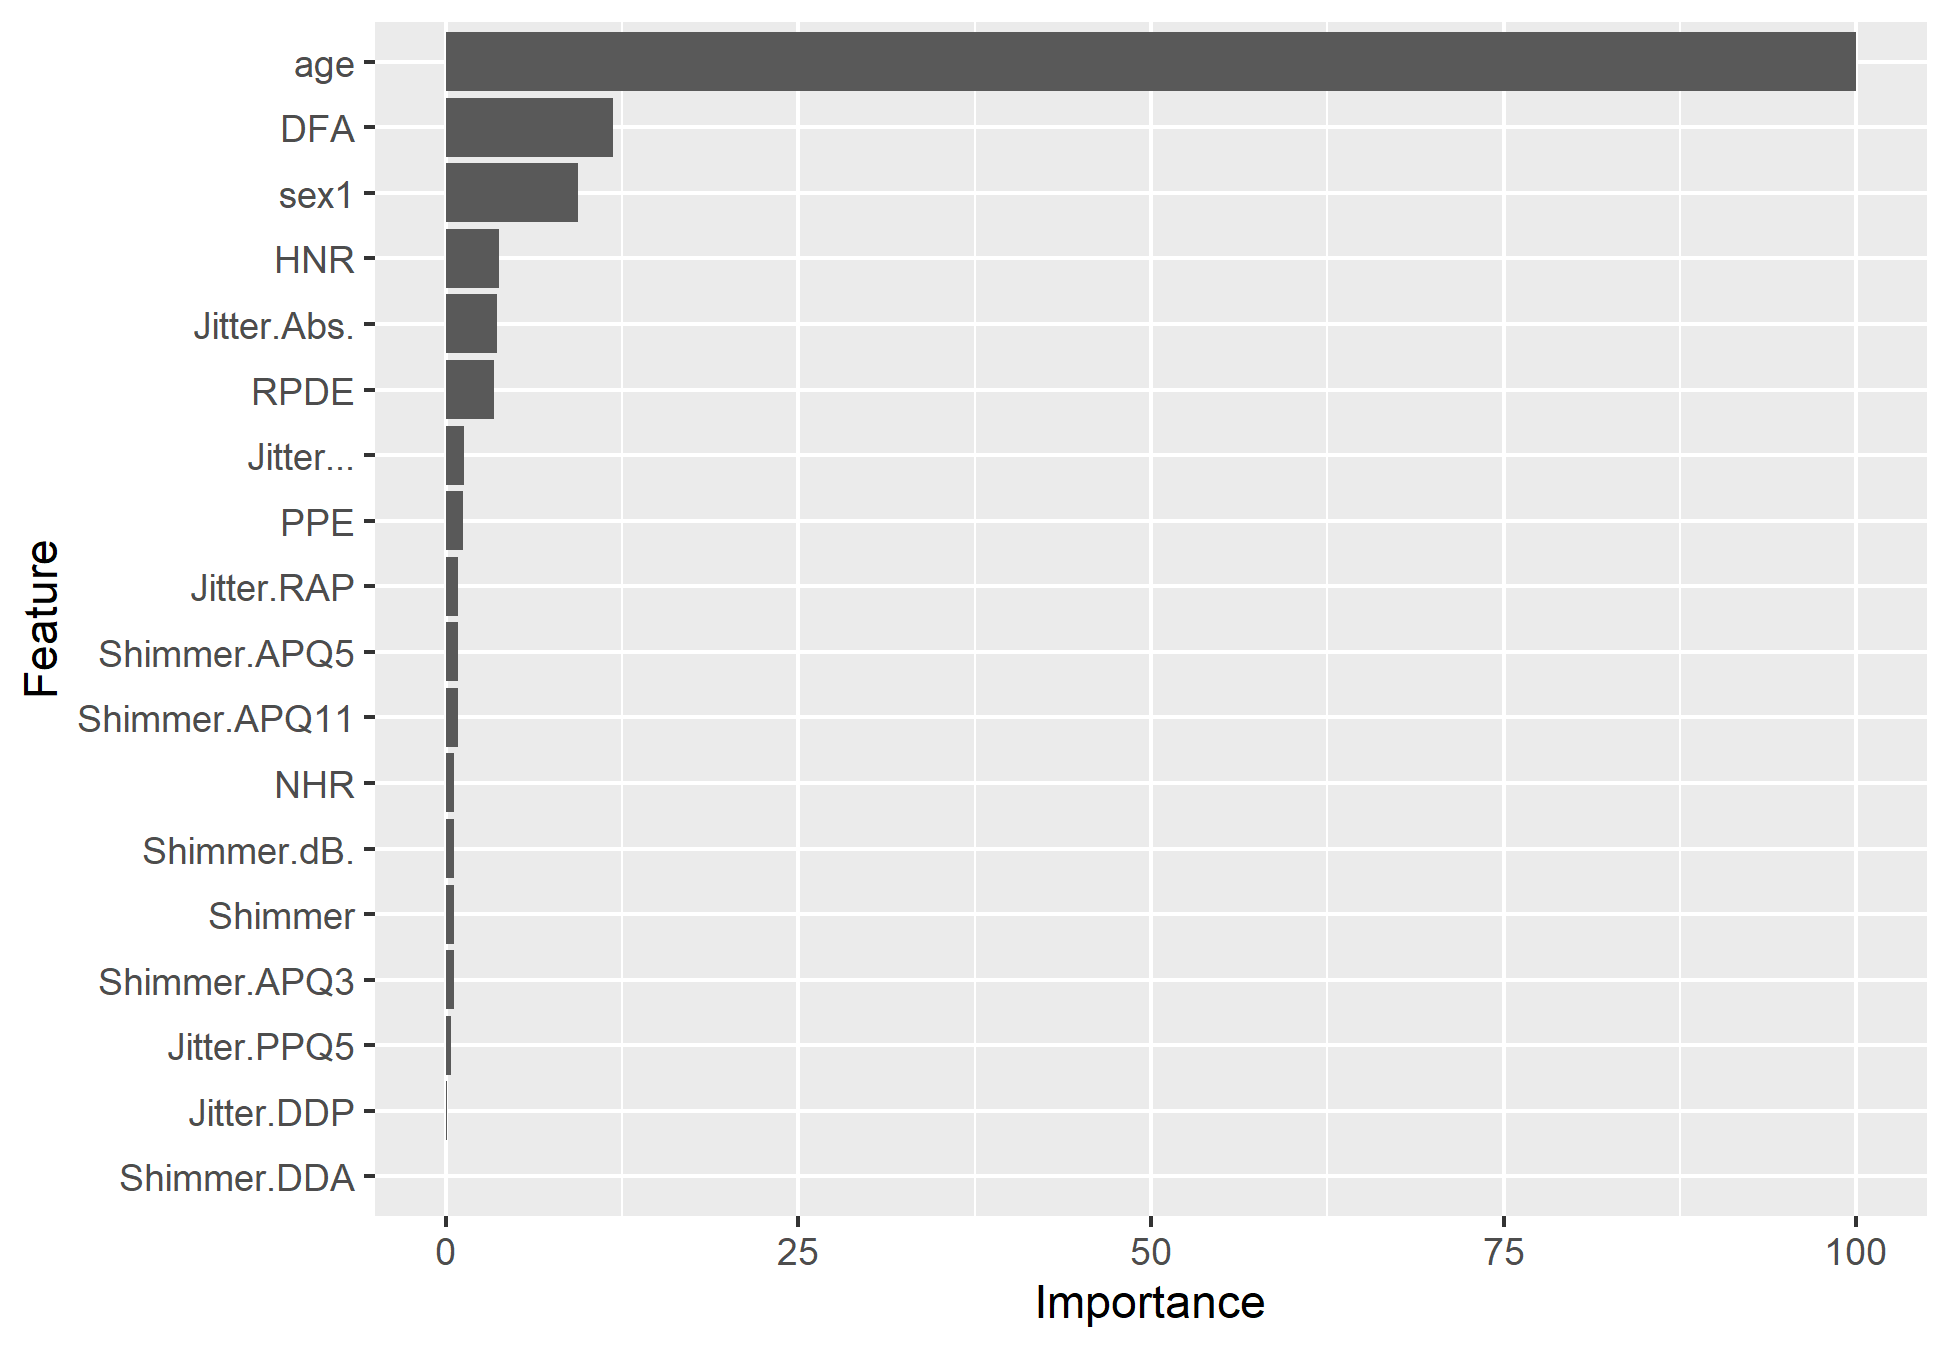 age
DFA
sex1
HNR
Jitter.Abs.
RPDE
Jitter...
PPE
Jitter.RAP
Shimmer.APQ5
Shimmer.APQ11
NHR
Shimmer.dB.
Shimmer
Shimmer.APQ3
Jitter.PPQ5
Jitter.DDP
Shimmer.DDA
Feature
0 25 50 75 100
Importance